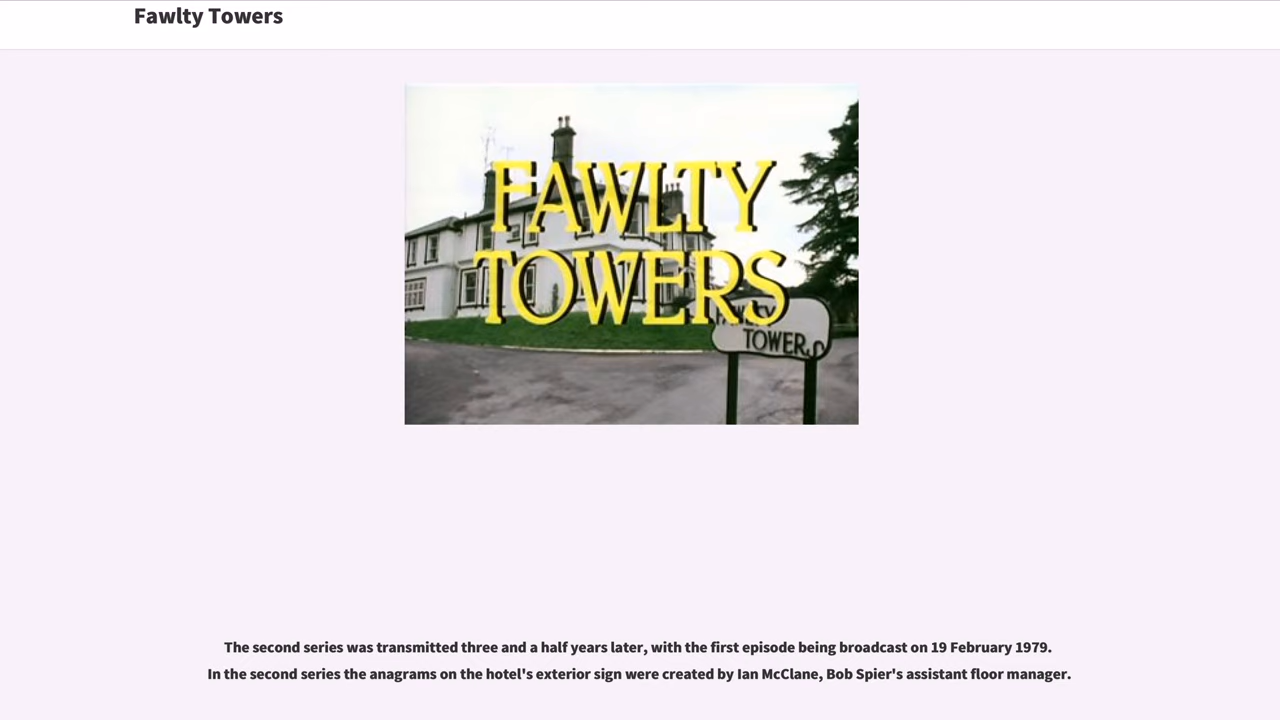 Fawlty Towers
FAWLTY
TOWERS
TOWERS
The second series was transmitted three and a half years later, with the first episode being broadcast on 19 February 1979.
In the second series the anagrams on the hotel's exterior sign were created by Ian McClane, Bob Spier's assistant floor manager.